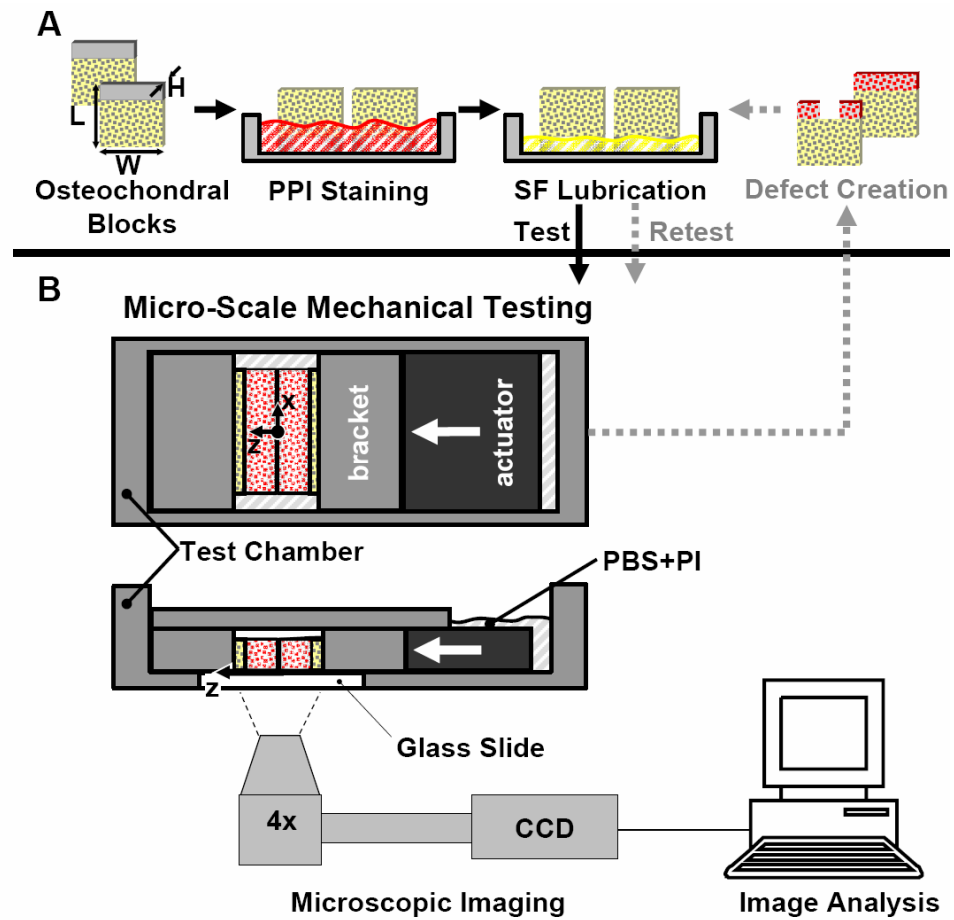 A
H
L
W
Osteochondral
Blocks
PPI Staining
SF Lubrication
Defect Creation
Test
Retest
B
Micro-Scale Mechanical Testing
x
z
bracket
actuator
Test Chamber
PBS+PI
z
Glass Slide
4x
CCD
Microscopic Imaging
Image Analysis